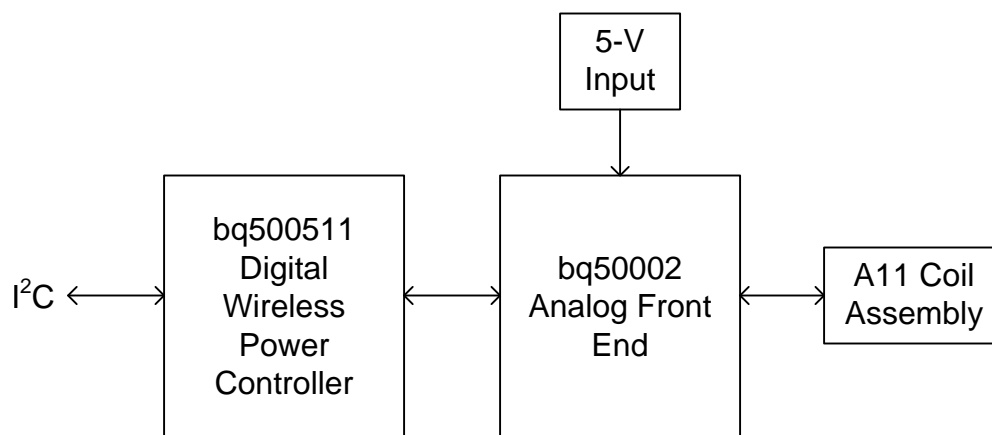 5-V
Input
bq500511
Digital
Wireless
Power
Controller
bq50002
Analog Front
End
A11 Coil
Assembly
I²C